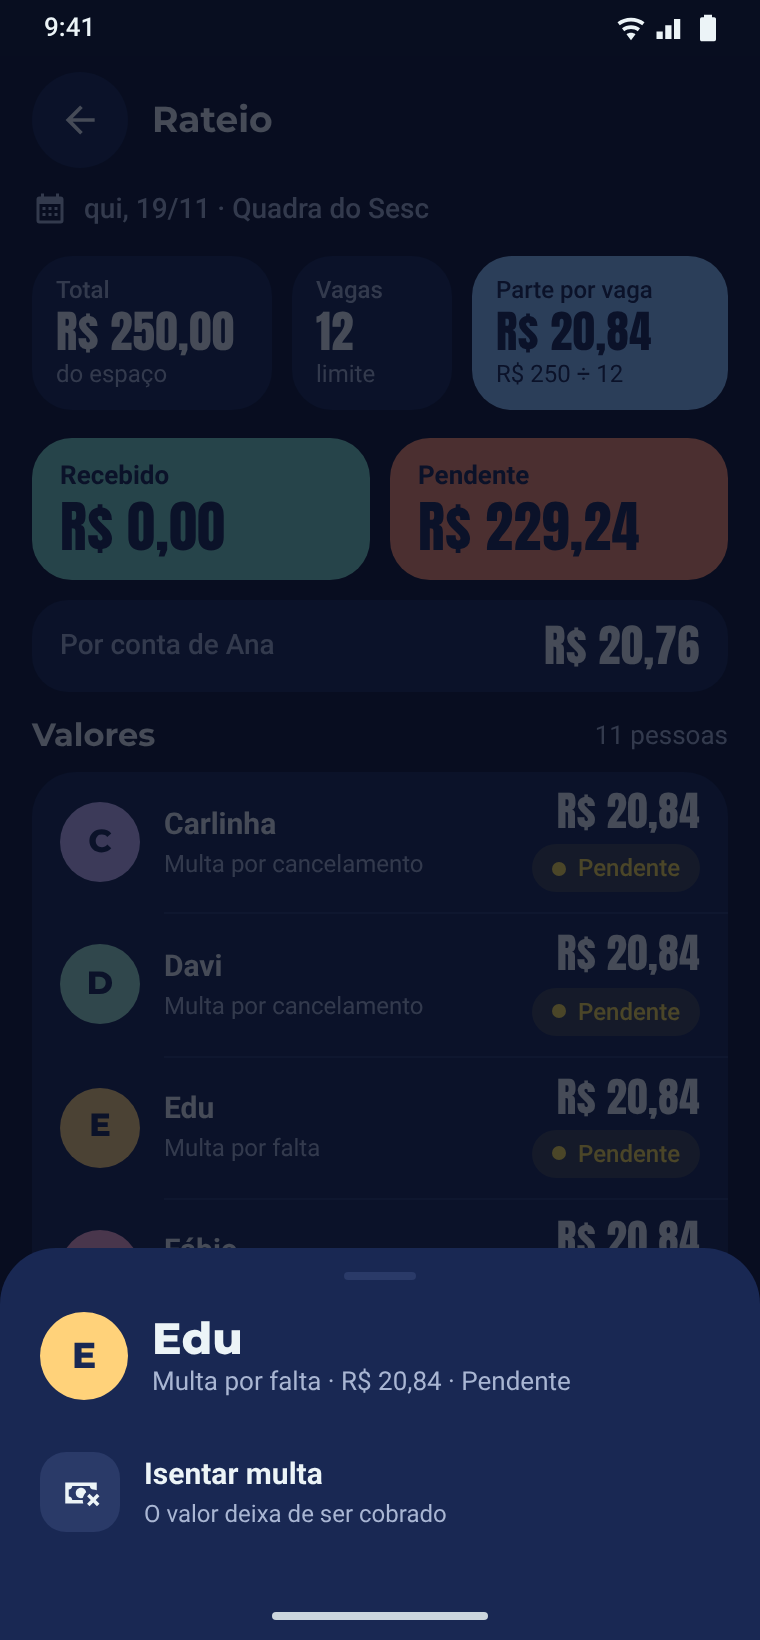 9:41
Rateio
qui, 19/11 · Quadra do Sesc
Total
R$ 250,00
do espaço
Vagas
12
limite
Parte por vaga
R$ 20,84
R$ 250 ÷ 12
Recebido
R$ 0,00
Pendente
R$ 229,24
Por conta de Ana
R$ 20,76
Valores
11 pessoas
C
Carlinha
Multa por cancelamento
R$ 20,84
Pendente
D
Davi
Multa por cancelamento
R$ 20,84
Pendente
E
Edu
Multa por falta
R$ 20,84
Pendente
Fábio
R$ 20,84
E
Edu
Multa por falta · R$ 20,84 · Pendente
Isentar multa
O valor deixa de ser cobrado